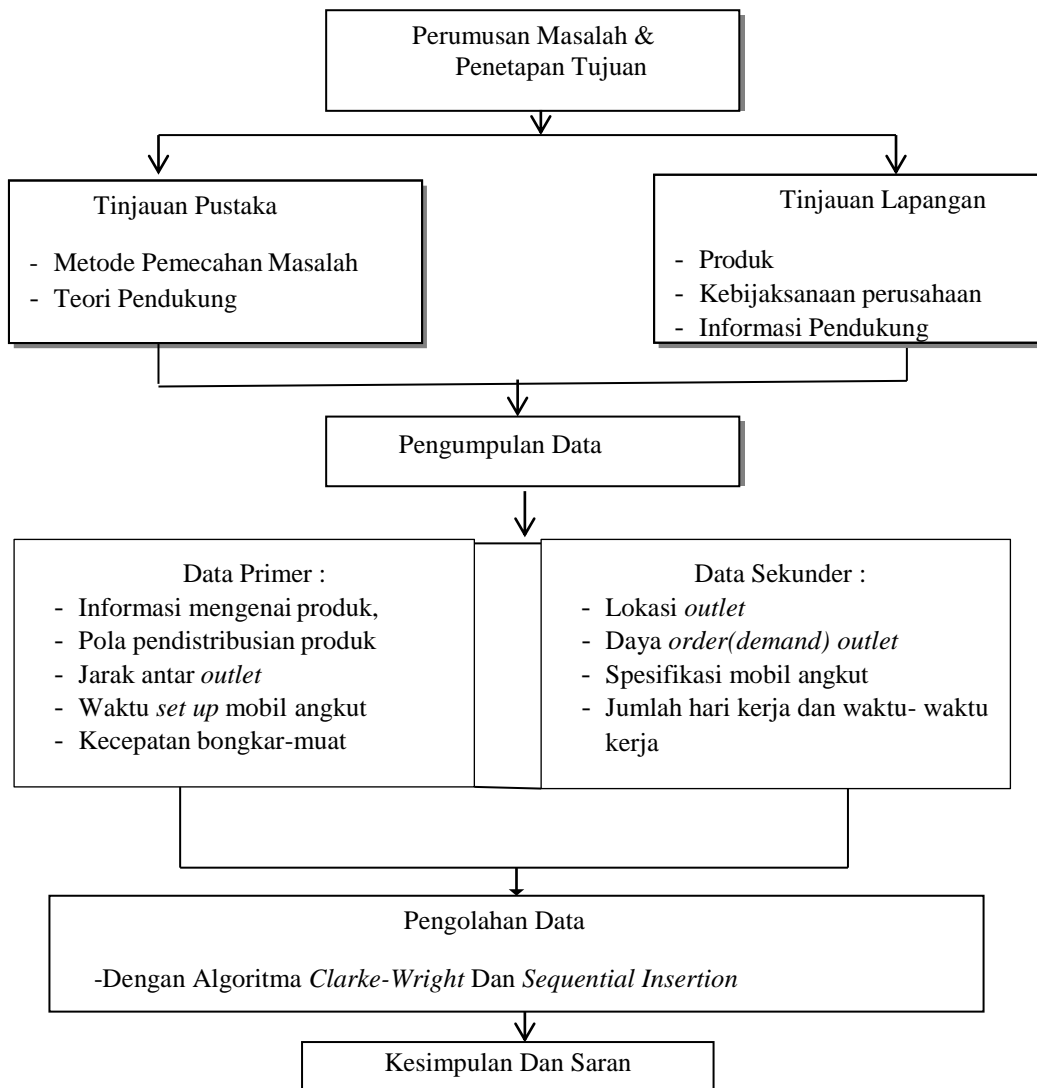 Perumusan Masalah &
Penetapan Tujuan
Tinjauan Pustaka
- Metode Pemecahan Masalah
- Teori Pendukung
Tinjauan Lapangan
- Produk
- Kebijaksanaan perusahaan
- Informasi Pendukung
Pengumpulan Data
Data Primer :
- Informasi mengenai produk,
- Pola pendistribusian produk
- Jarak antar outlet
- Waktu set up mobil angkut
- Kecepatan bongkar-muat
Data Sekunder :
- Lokasi outlet
- Daya order(demand) outlet
- Spesifikasi mobil angkut
- Jumlah hari kerja dan waktu- waktu
kerja
Pengolahan Data
-Dengan Algoritma Clarke-Wright Dan Sequential Insertion
Kesimpulan Dan Saran